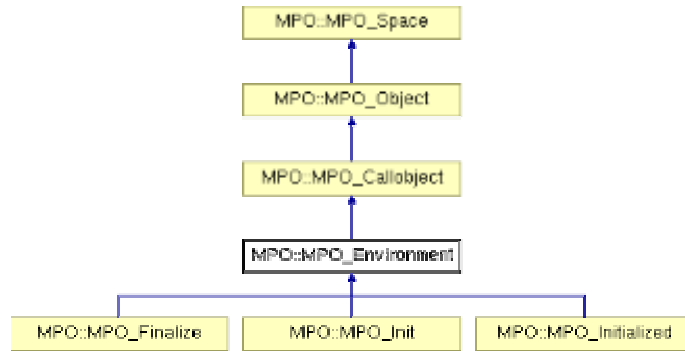 MPO::MPO_Space
MPO::MPO_Object
MPO::MPO_Callobject
MPO::MPO_Environment
MPO::MPO_Finalize
MPO::MPO_Init
MPO::MPO_Initialized